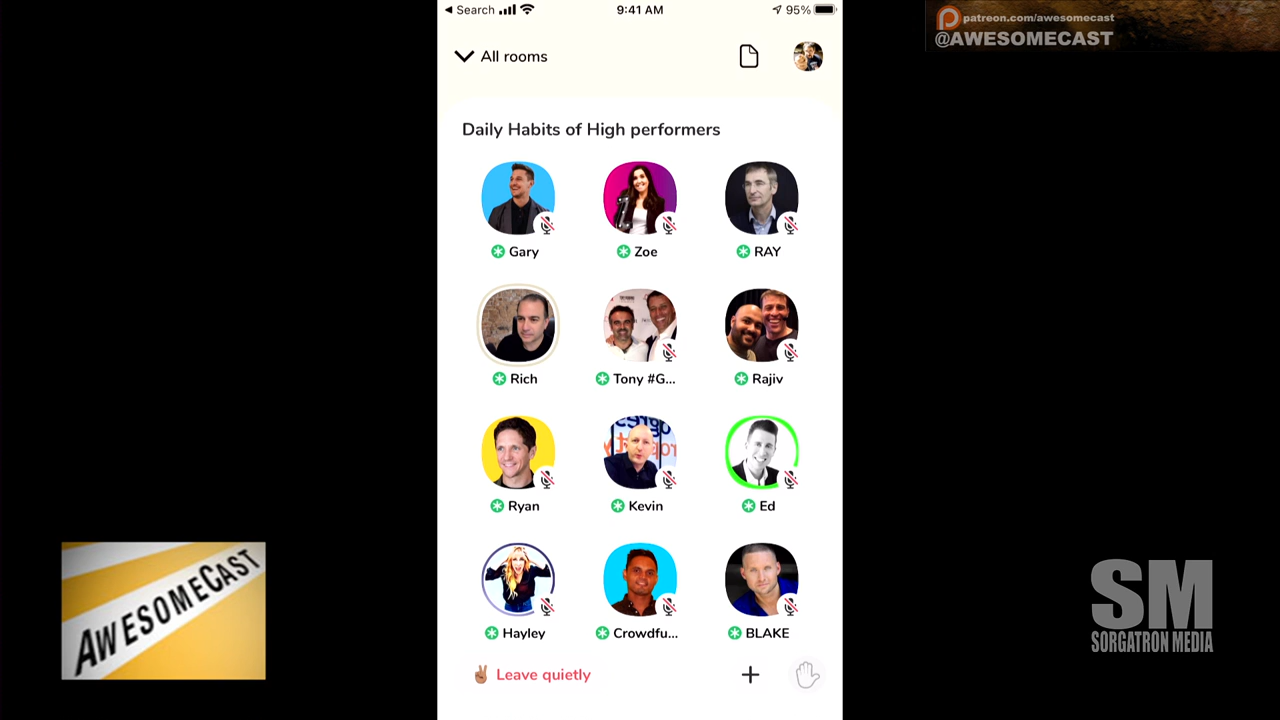 Search
9:41 AM
95%
patreon.com/awesomecast
@AWESOMECAST
All rooms
Daily Habits of High performers
Gary
Zoe
RAY
Rich
Tony #G...
Rajiv
Ryan
Kevin
Ed
Hayley
Crowdfu...
BLAKE
Leave quietly
AWESOMECAST
SM
SORGATRON MEDIA